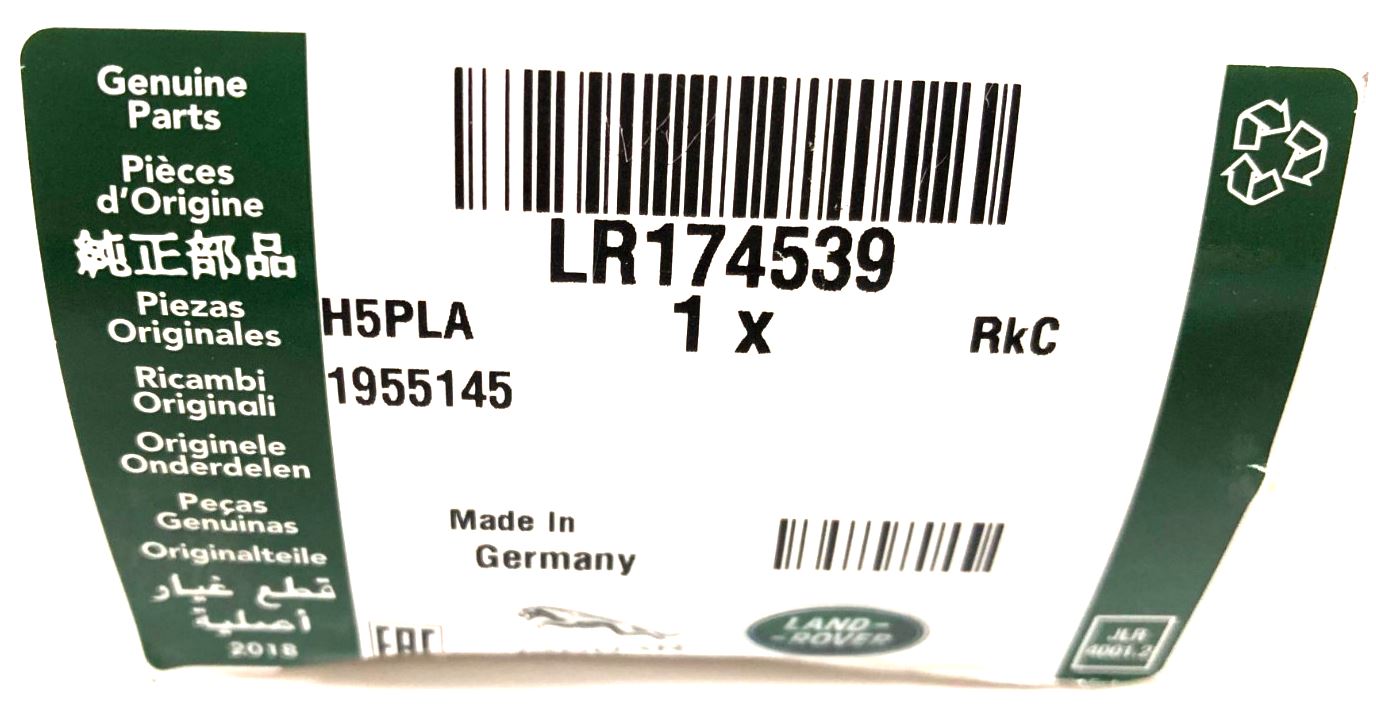 Genuine
Parts
Pièces
d'Origine
純正部品
Piezas
Originales
Ricambi
Originali
Originele
Onderdelen
Peças
Genuinas
Originalteile
قطع غيار
أصلية
2018
LR174539
H5PLA
1 x
RkC
1955145
Made In
Germany
EAC
LAND-
-ROVER
JLR
4001.2